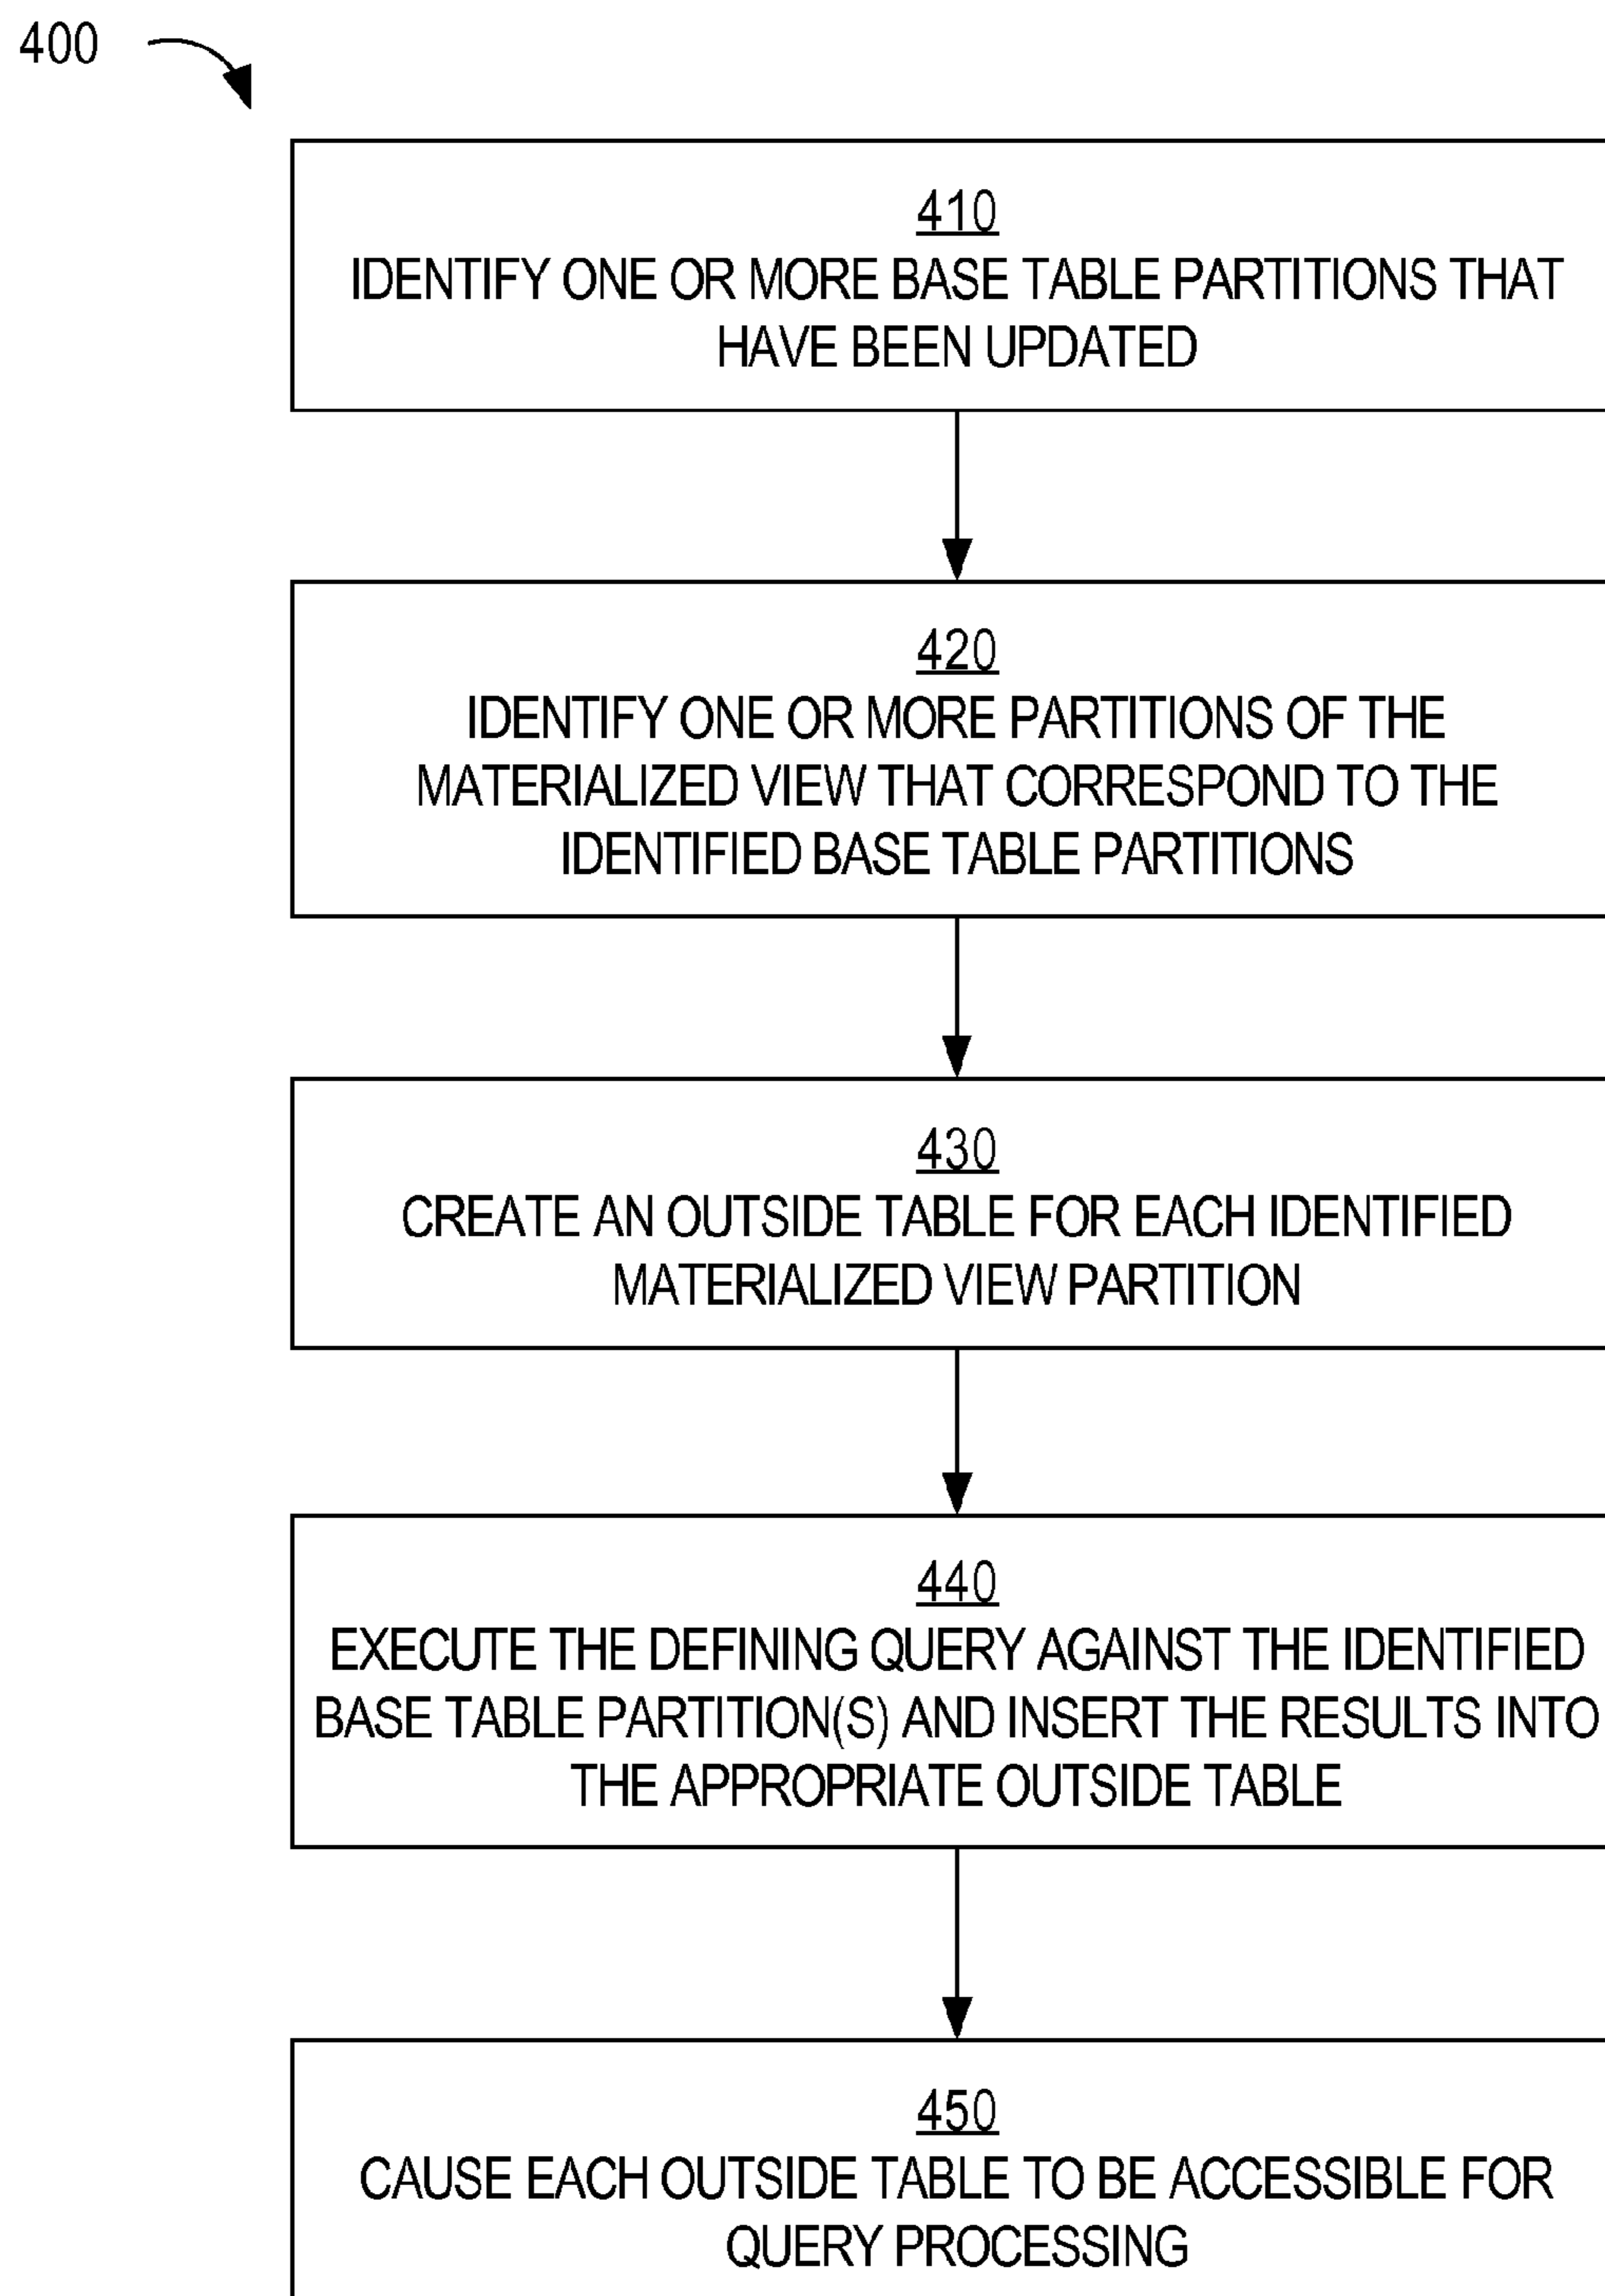 400
410
IDENTIFY ONE OR MORE BASE TABLE PARTITIONS THAT
HAVE BEEN UPDATED
420
IDENTIFY ONE OR MORE PARTITIONS OF THE
MATERIALIZED VIEW THAT CORRESPOND TO THE
IDENTIFIED BASE TABLE PARTITIONS
430
CREATE AN OUTSIDE TABLE FOR EACH IDENTIFIED
MATERIALIZED VIEW PARTITION
440
EXECUTE THE DEFINING QUERY AGAINST THE IDENTIFIED
BASE TABLE PARTITION(S) AND INSERT THE RESULTS INTO
THE APPROPRIATE OUTSIDE TABLE
450
CAUSE EACH OUTSIDE TABLE TO BE ACCESSIBLE FOR
QUERY PROCESSING